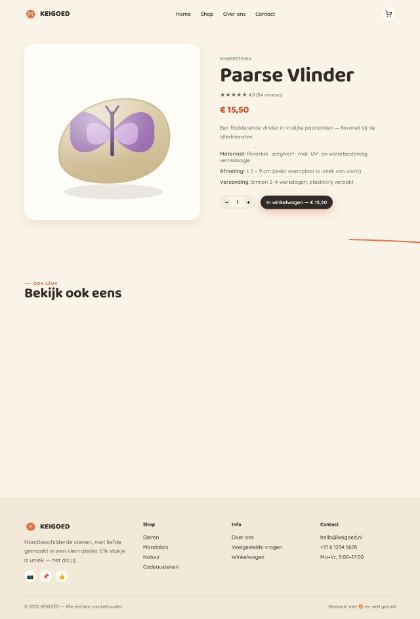 KEIGOED
Home Shop Over ons Contact
KINDERSTENEN
Paarse Vlinder
★★★★★ 4.9 (84 reviews)
€ 15,50
Een fladderende vlinder in vrolijke paarstinten — favoriet bij de
allerkleinsten.
Materiaal: Rivierkei · acrylverf · mat, UV- en waterbestendig
vernislaagje
Afmeting: ± 5 – 9 cm (ieder exemplaar is uniek van vorm)
Verzending: binnen 2–4 werkdagen, plasticvrij verpakt
− 1 +
In winkelwagen — € 15,50
— OOK LEUK
Bekijk ook eens
KEIGOED
Handbeschilderde stenen, met liefde
gemaakt in een klein atelier. Elk stukje
is uniek — net als jij.
Shop
Dieren
Mandala's
Natuur
Cadeaustenen
Info
Over ons
Veelgestelde vragen
Winkelwagen
Contact
hallo@keigoed.nl
+31 6 1234 5678
Ma–Vr, 9:00–17:00
© 2025 KEIGOED — Alle rechten voorbehouden
Gemaakt met 🎨 en veel geduld